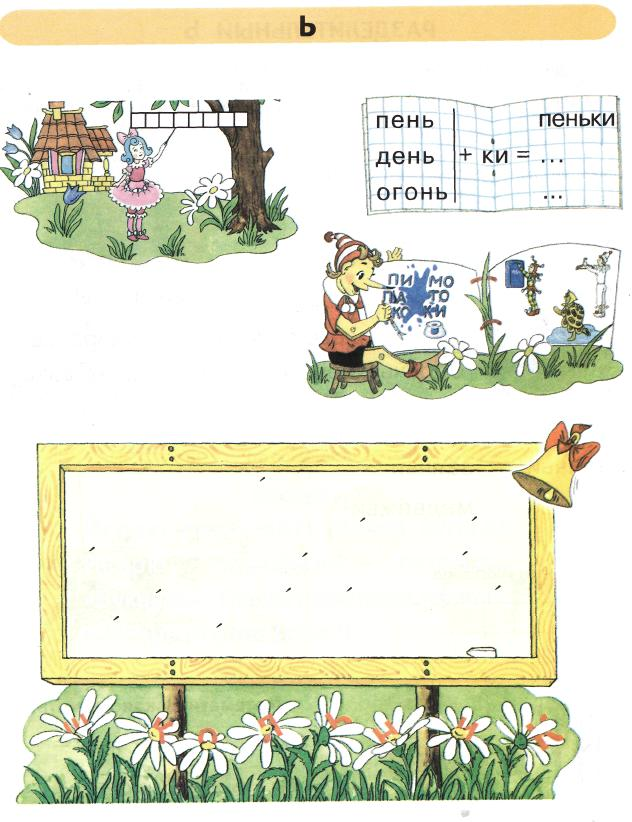 Ь
пень пеньки
день + ки = ...
огонь ...
ПИ МО
ПА ТО
КО КИ
Ш К О Л Ь Н И К